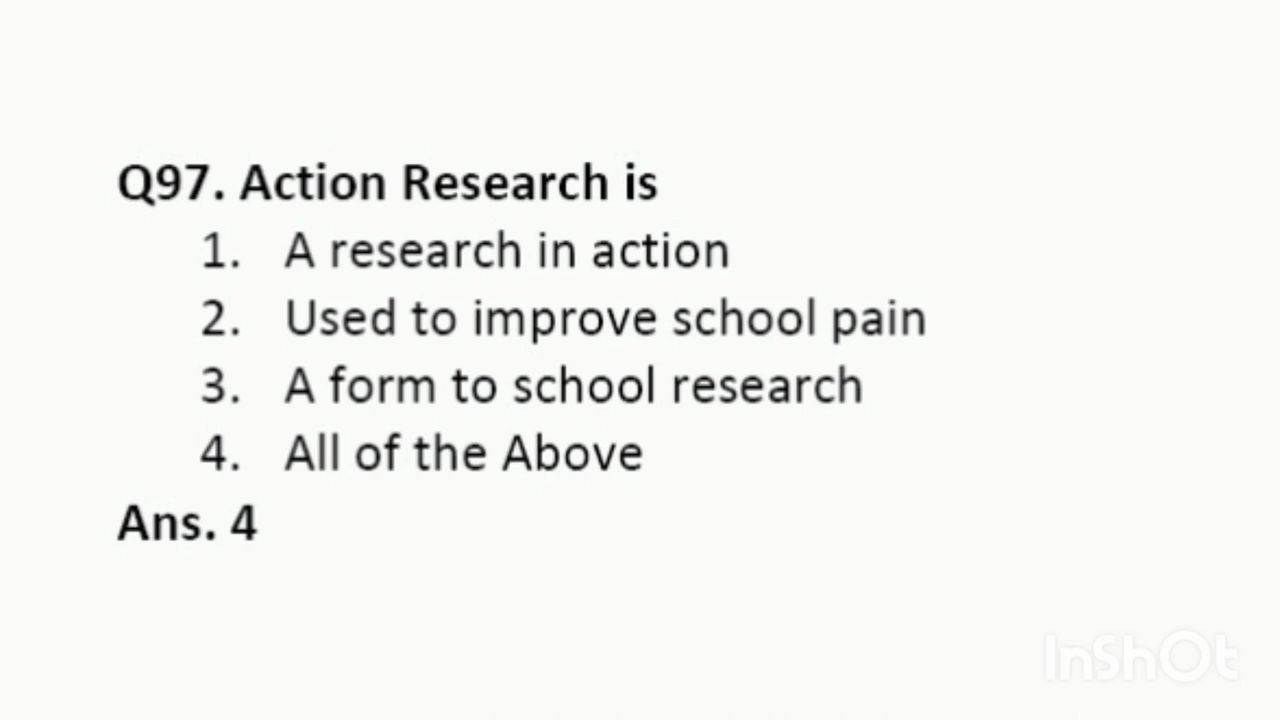 Q97. Action Research is
1. A research in action
2. Used to improve school pain
3. A form to school research
4. All of the Above
Ans. 4
InShOt